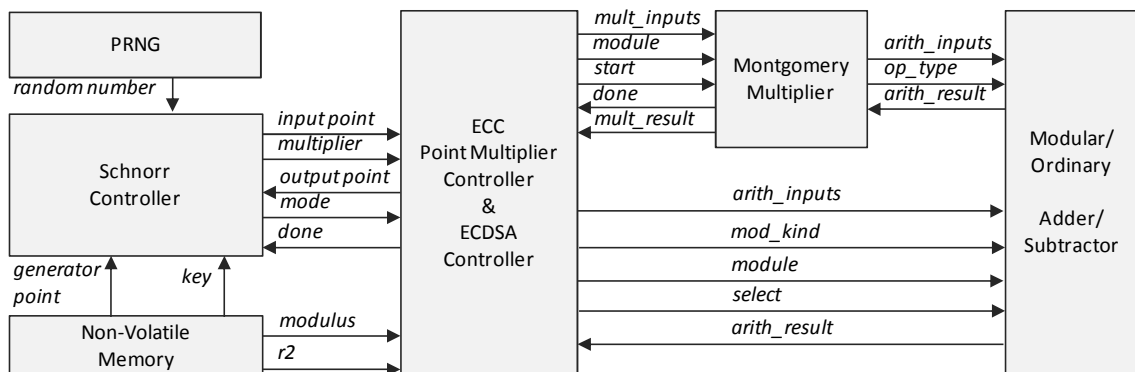 PRNG
random number
Schnorr
Controller
generator
point
key
Non-Volatile
Memory
input point
multiplier
output point
mode
done
modulus
r2
ECC
Point Multiplier
Controller
&
ECDSA
Controller
mult_inputs
module
start
done
mult_result
Montgomery
Multiplier
arith_inputs
op_type
arith_result
arith_inputs
mod_kind
module
select
arith_result
Modular/
Ordinary
Adder/
Subtractor